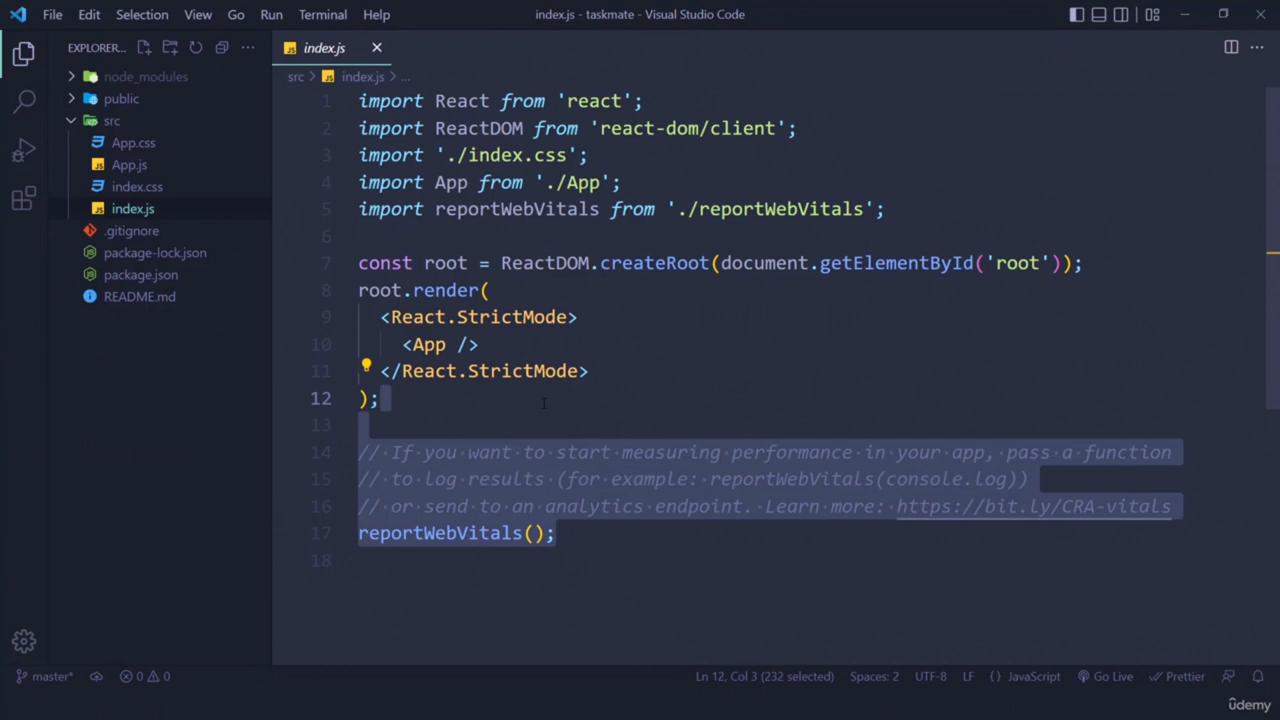 File Edit Selection View Go Run Terminal Help
index.js - taskmate - Visual Studio Code
EXPLORER...
node_modules
public
src
App.css
App.js
index.css
index.js
.gitignore
package-lock.json
package.json
README.md
index.js
src > index.js > ...
1 import React from 'react';
2 import ReactDOM from 'react-dom/client';
3 import './index.css';
4 import App from './App';
5 import reportWebVitals from './reportWebVitals';
6
7 const root = ReactDOM.createRoot(document.getElementById('root'));
8 root.render(
9 <React.StrictMode>
10 <App />
11 </React.StrictMode>
12 );
13
14 // If you want to start measuring performance in your app, pass a function
15 // to log results (for example: reportWebVitals(console.log))
16 // or send to an analytics endpoint. Learn more: https://bit.ly/CRA-vitals
17 reportWebVitals();
18
master* 0 0 Ln 12, Col 3 (232 selected) Spaces: 2 UTF-8 LF {} JavaScript Go Live Prettier
ûdemy